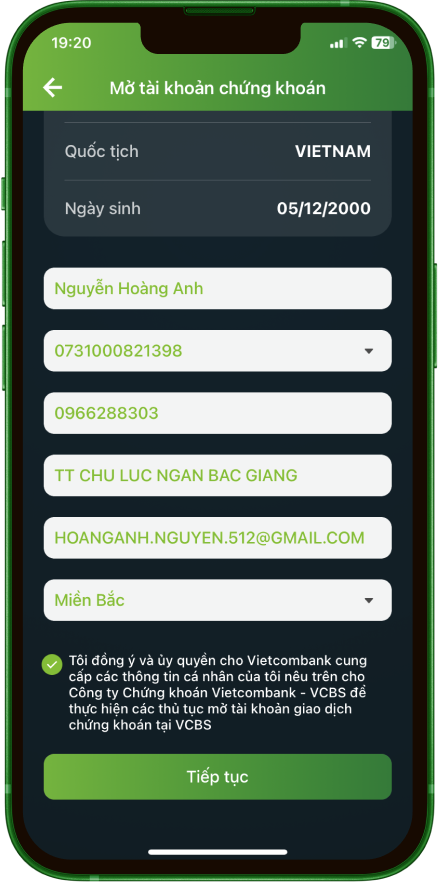 19:20
79
Mở tài khoản chứng khoán
Quốc tịch VIETNAM
Ngày sinh 05/12/2000
Nguyễn Hoàng Anh
0731000821398
0966288303
TT CHU LUC NGAN BAC GIANG
HOANGANH.NGUYEN.512@GMAIL.COM
Miền Bắc
Tôi đồng ý và ủy quyền cho Vietcombank cung
cấp các thông tin cá nhân của tôi nêu trên cho
Công ty Chứng khoán Vietcombank - VCBS để
thực hiện các thủ tục mở tài khoản giao dịch
chứng khoán tại VCBS
Tiếp tục